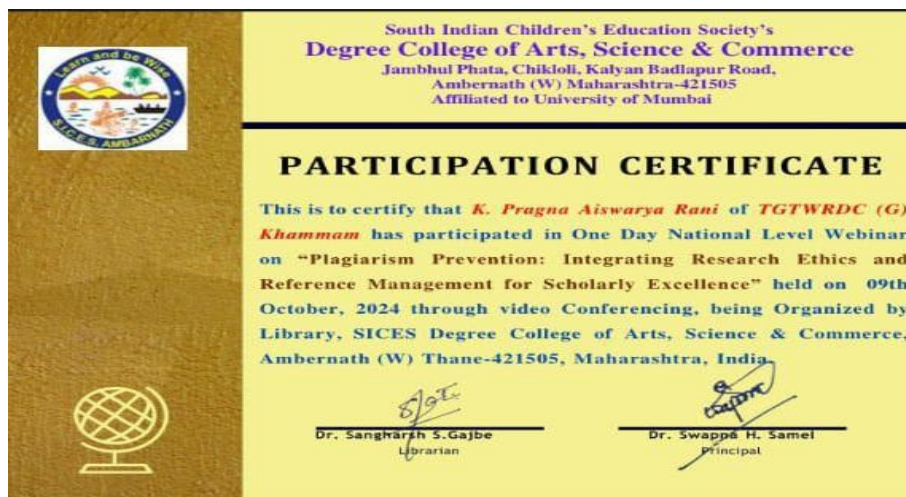 Learn and be Wise
S.I.C.E.S. AMBARNATH
South Indian Children's Education Society's
Degree College of Arts, Science & Commerce
Jambhul Phata, Chikloli, Kalyan Badlapur Road,
Ambernath (W) Maharashtra-421505
Affiliated to University of Mumbai
PARTICIPATION CERTIFICATE
This is to certify that K. Pragna Aiswarya Rani of TGTWRDC (G)
Khammam has participated in One Day National Level Webinar
on “Plagiarism Prevention: Integrating Research Ethics and
Reference Management for Scholarly Excellence” held on 09th
October, 2024 through video Conferencing, being Organized by
Library, SICES Degree College of Arts, Science & Commerce,
Ambernath (W) Thane-421505, Maharashtra, India.
Dr. Sangharsh S.Gajbe
Librarian
Dr. Swapna H. Samel
Principal